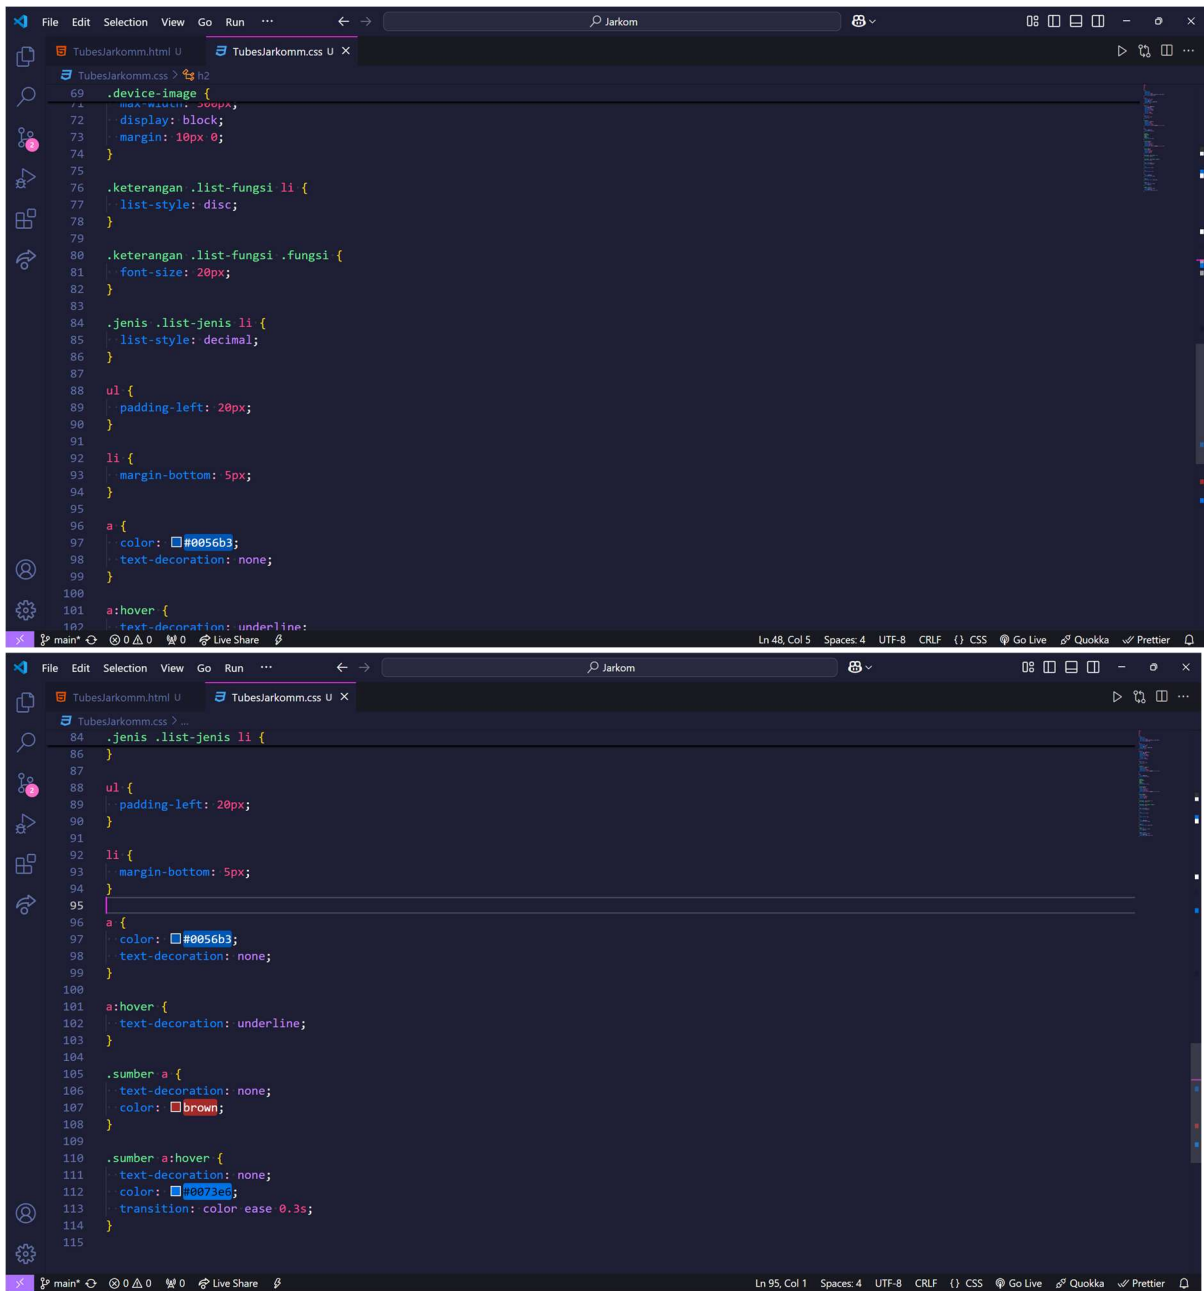 File Edit Selection View Go Run ··· Jarkom
TubesJarkomm.html U TubesJarkomm.css U
TubesJarkomm.css > h2
69 .device-image {
71 max-width: 300px;
72 display: block;
73 margin: 10px 0;
74 }
75
76 .keterangan .list-fungsi li {
77 list-style: disc;
78 }
79
80 .keterangan .list-fungsi .fungsi {
81 font-size: 20px;
82 }
83
84 .jenis .list-jenis li {
85 list-style: decimal;
86 }
87
88 ul {
89 padding-left: 20px;
90 }
91
92 li {
93 margin-bottom: 5px;
94 }
95
96 a {
97 color: #0056b3;
98 text-decoration: none;
99 }
100
101 a:hover {
102 text-decoration: underline;
2
main* 0 0 0 Live Share Ln 48, Col 5 Spaces: 4 UTF-8 CRLF {} CSS Go Live Quokka Prettier
File Edit Selection View Go Run ··· Jarkom
TubesJarkomm.html U TubesJarkomm.css U
TubesJarkomm.css > ...
84 .jenis .list-jenis li {
86 }
87
88 ul {
89 padding-left: 20px;
90 }
91
92 li {
93 margin-bottom: 5px;
94 }
95
96 a {
97 color: #0056b3;
98 text-decoration: none;
99 }
100
101 a:hover {
102 text-decoration: underline;
103 }
104
105 .sumber a {
106 text-decoration: none;
107 color: brown;
108 }
109
110 .sumber a:hover {
111 text-decoration: none;
112 color: #0073e6;
113 transition: color ease 0.3s;
114 }
115
2
main* 0 0 0 Live Share Ln 95, Col 1 Spaces: 4 UTF-8 CRLF {} CSS Go Live Quokka Prettier